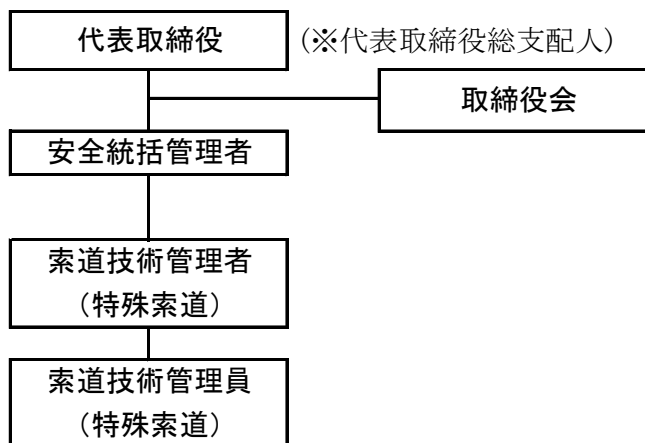 代表取締役 (※代表取締役総支配人)
取締役会
安全統括管理者
索道技術管理者
(特殊索道)
索道技術管理員
(特殊索道)